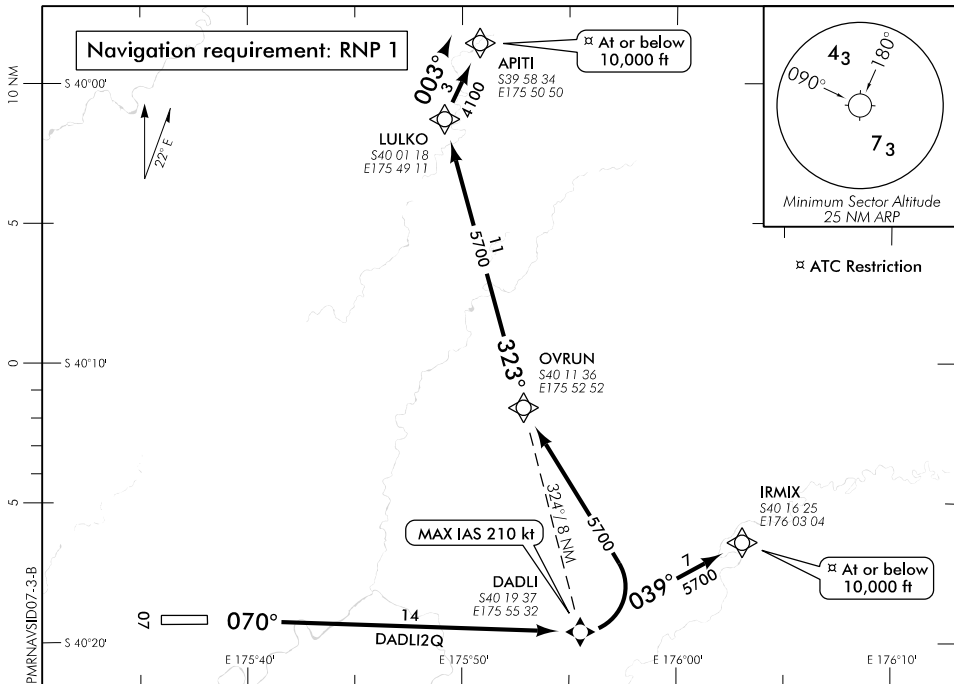 Navigation requirement: RNP 1
¤ At or below
10,000 ft
APITI
S39 58 34
E175 50 50
003°
3
4100
LULKO
S40 01 18
E175 49 11
10 NM
S 40°00'
22° E
43
180°
090°
73
Minimum Sector Altitude
25 NM ARP
¤ ATC Restriction
5
11
5700
323°
0
S 40°10'
OVRUN
S40 11 36
E175 52 52
324°/ 8 NM
5700
5
IRMIX
S40 16 25
E176 03 04
MAX IAS 210 kt
DADLI
S40 19 37
E175 55 32
039°
7
5700
¤ At or below
10,000 ft
07
070°
14
DADLI2Q
S 40°20'
E 175°40'
E 175°50'
E 176°00'
E 176°10'
PMRNAVSID07-3-B